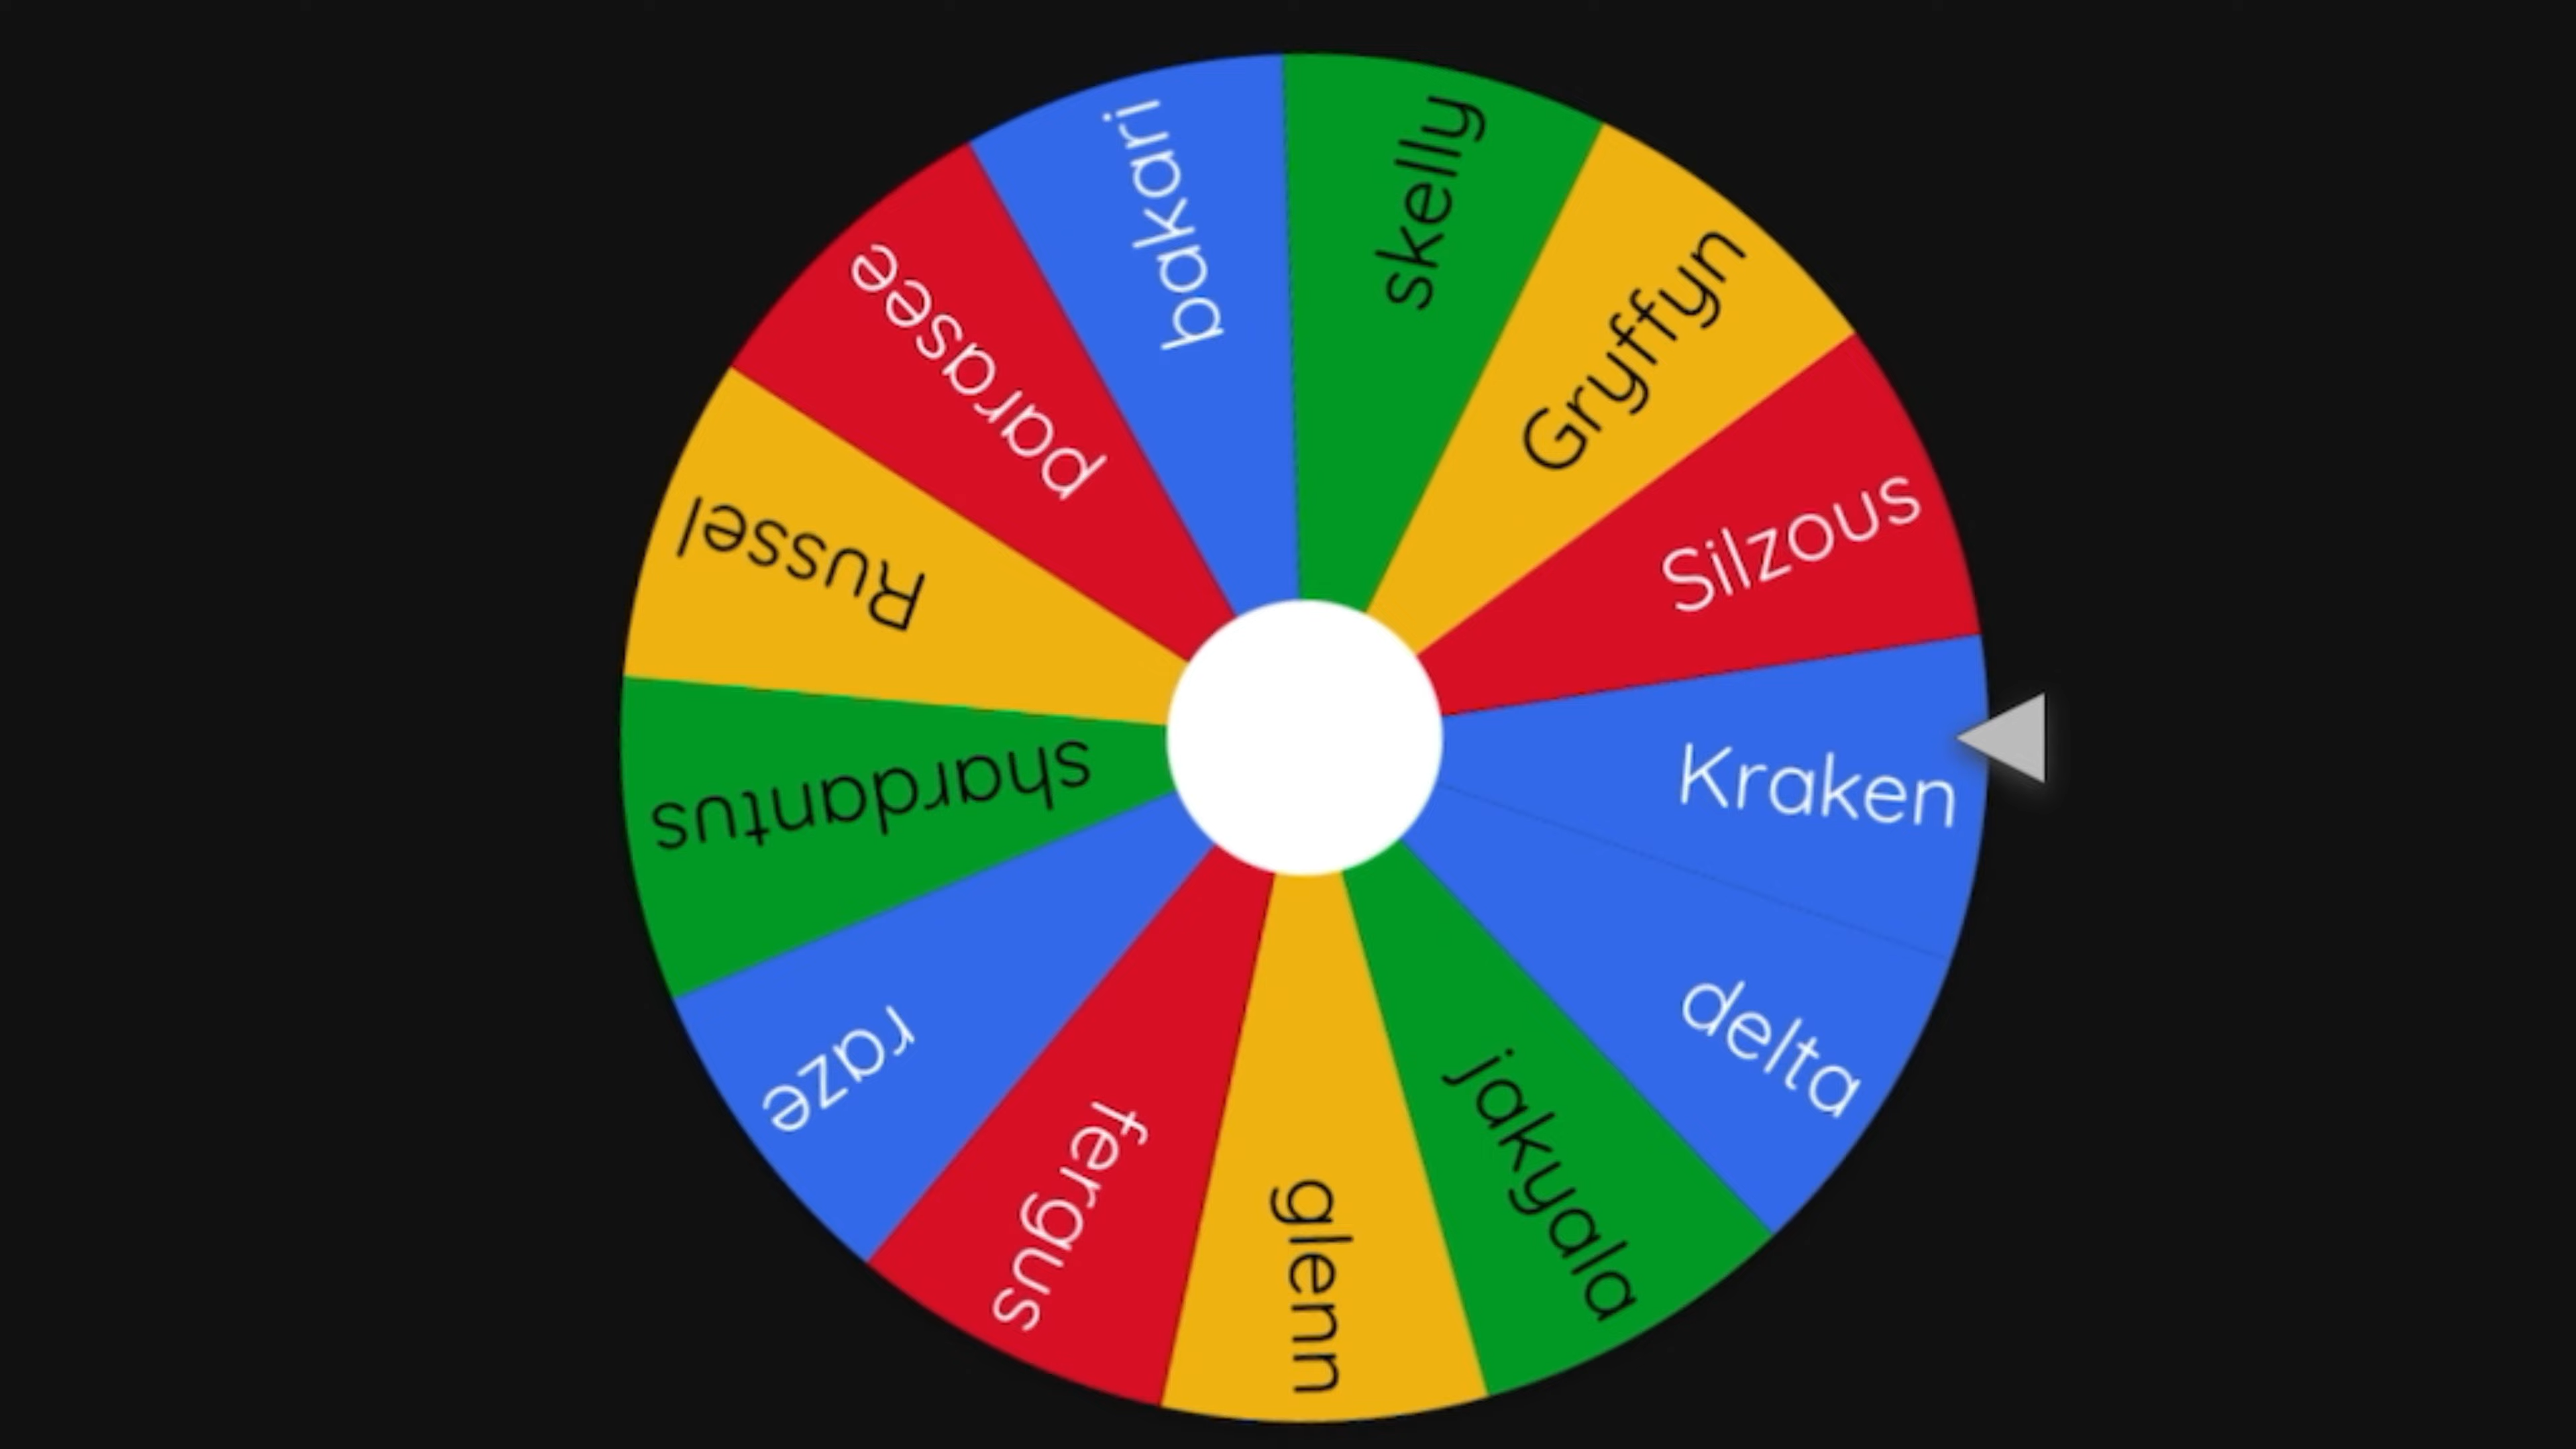 skelly
Gryffyn
Silzous
Kraken
delta
jakyala
glenn
fergus
raze
shardantus
Russel
parasee
bakari